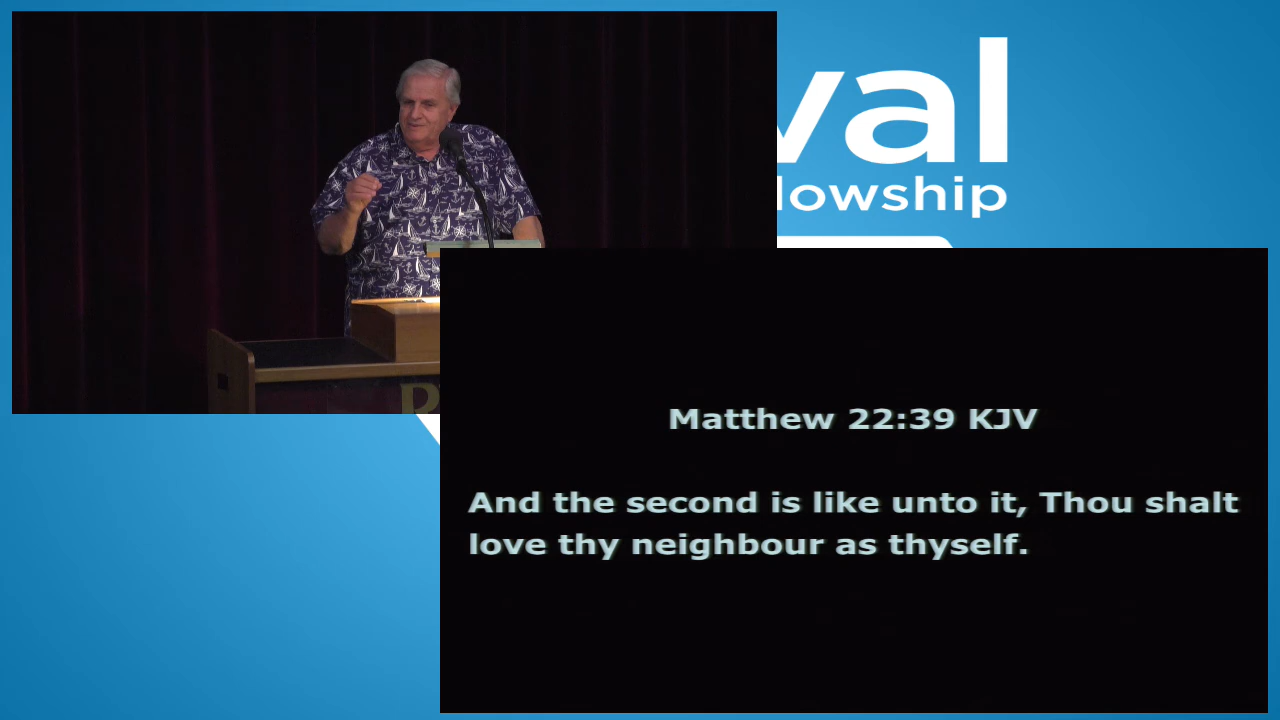 val
lowship
Matthew 22:39 KJV
And the second is like unto it, Thou shalt
love thy neighbour as thyself.